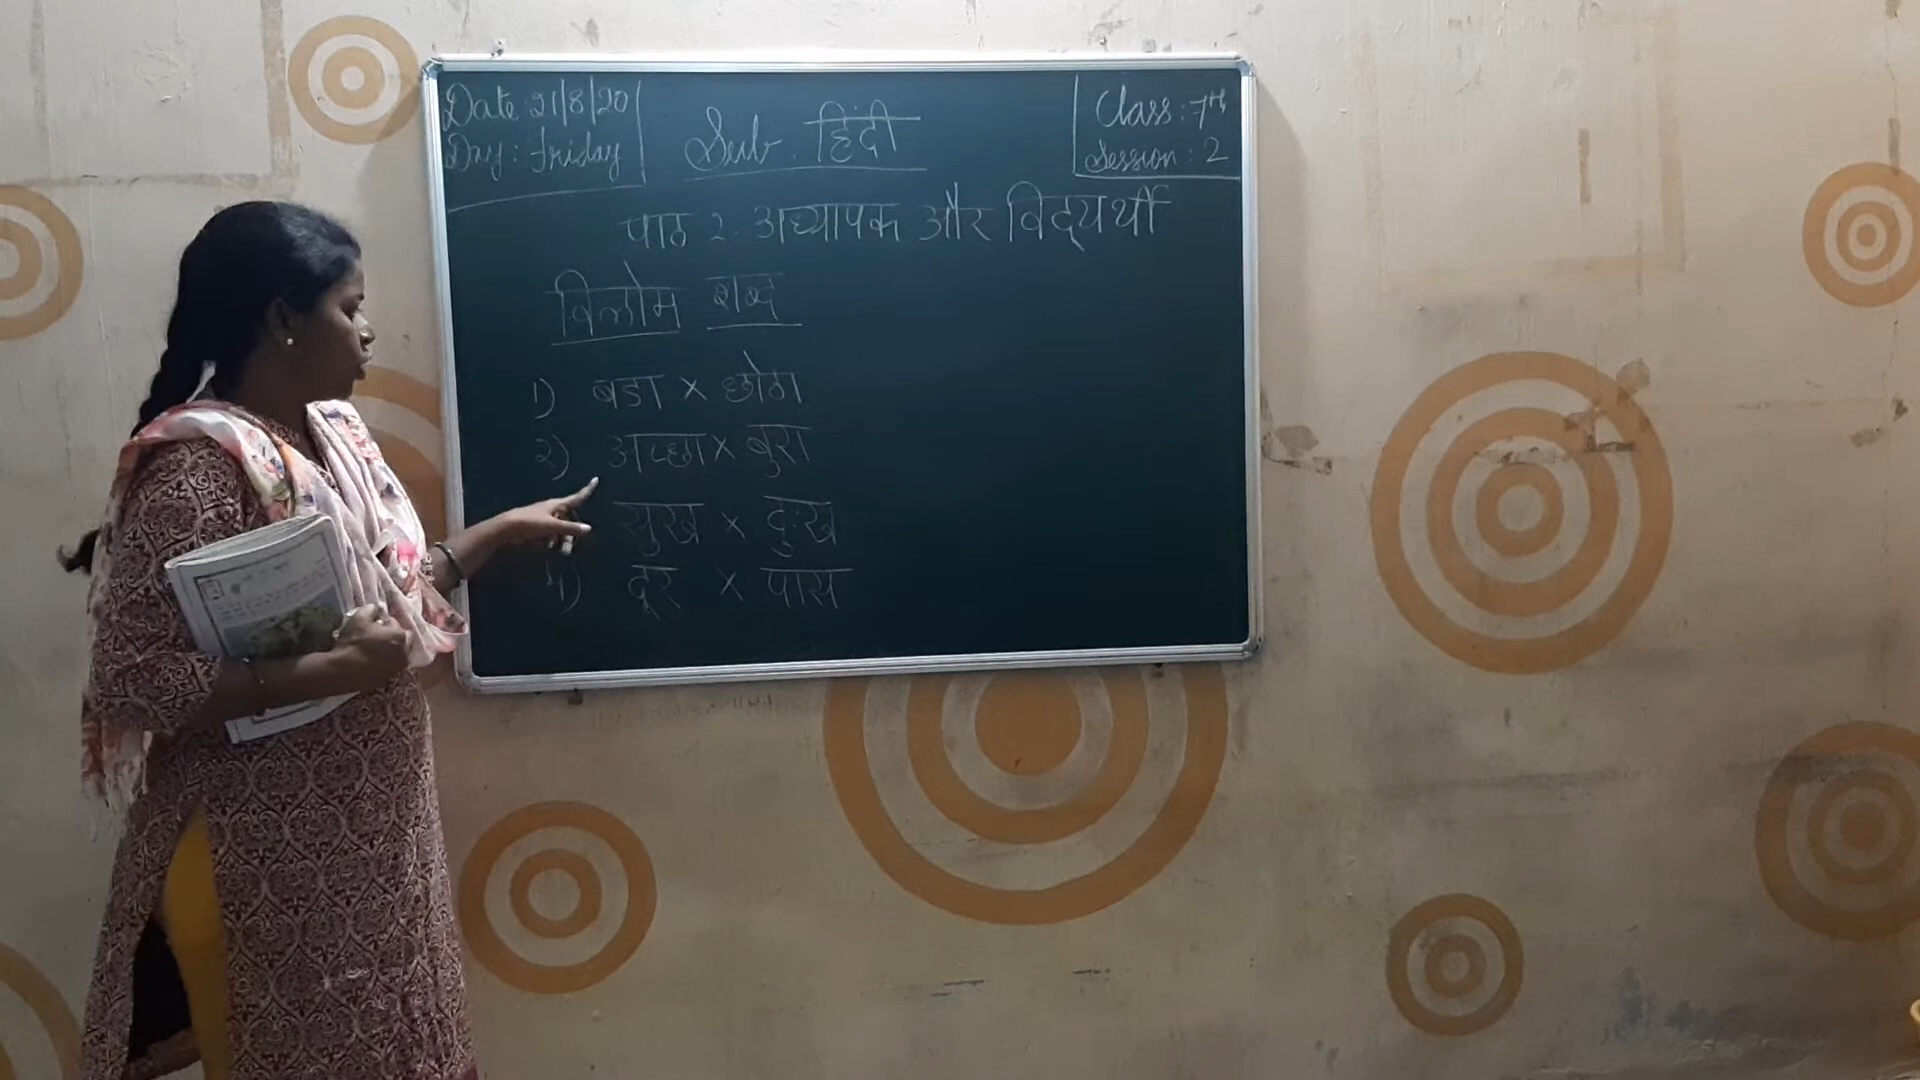 Date: 21/8/20
Day: Friday
Sub. हिंदी
Class: 7th
Session: 2
पाठ 2. अध्यापक और विद्यर्थी
विलोम शब्द
1) बडा x छोठा
२) अच्छा x बुरा
सुख x दुःख
4) दूर x पास